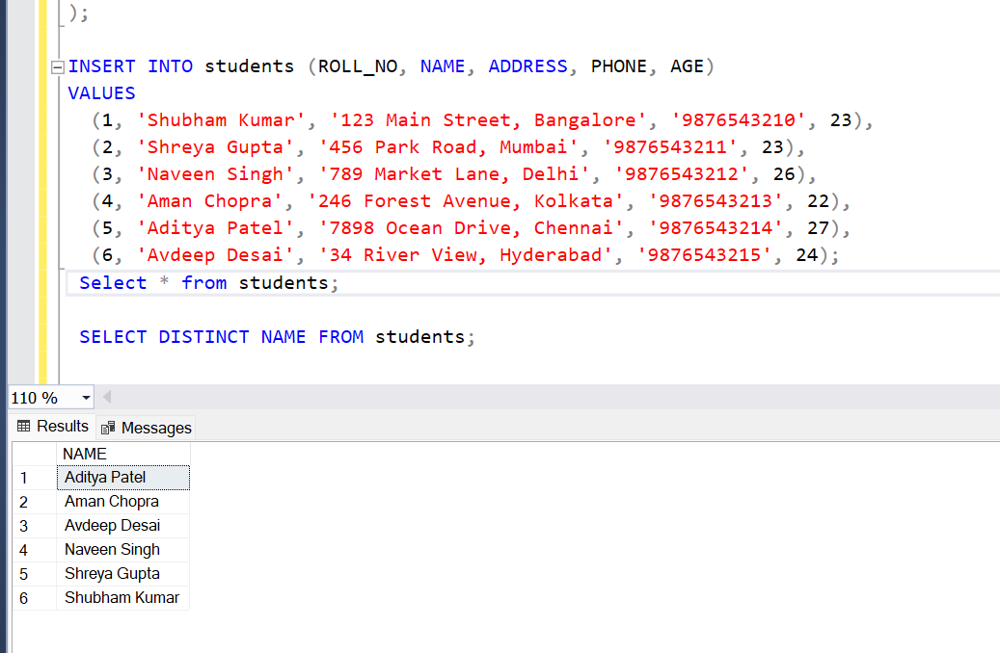 );
INSERT INTO students (ROLL_NO, NAME, ADDRESS, PHONE, AGE)
VALUES
(1, 'Shubham Kumar', '123 Main Street, Bangalore', '9876543210', 23),
(2, 'Shreya Gupta', '456 Park Road, Mumbai', '9876543211', 23),
(3, 'Naveen Singh', '789 Market Lane, Delhi', '9876543212', 26),
(4, 'Aman Chopra', '246 Forest Avenue, Kolkata', '9876543213', 22),
(5, 'Aditya Patel', '7898 Ocean Drive, Chennai', '9876543214', 27),
(6, 'Avdeep Desai', '34 River View, Hyderabad', '9876543215', 24);
Select * from students;
SELECT DISTINCT NAME FROM students;
110 %
Results Messages
NAME
1 Aditya Patel
2 Aman Chopra
3 Avdeep Desai
4 Naveen Singh
5 Shreya Gupta
6 Shubham Kumar